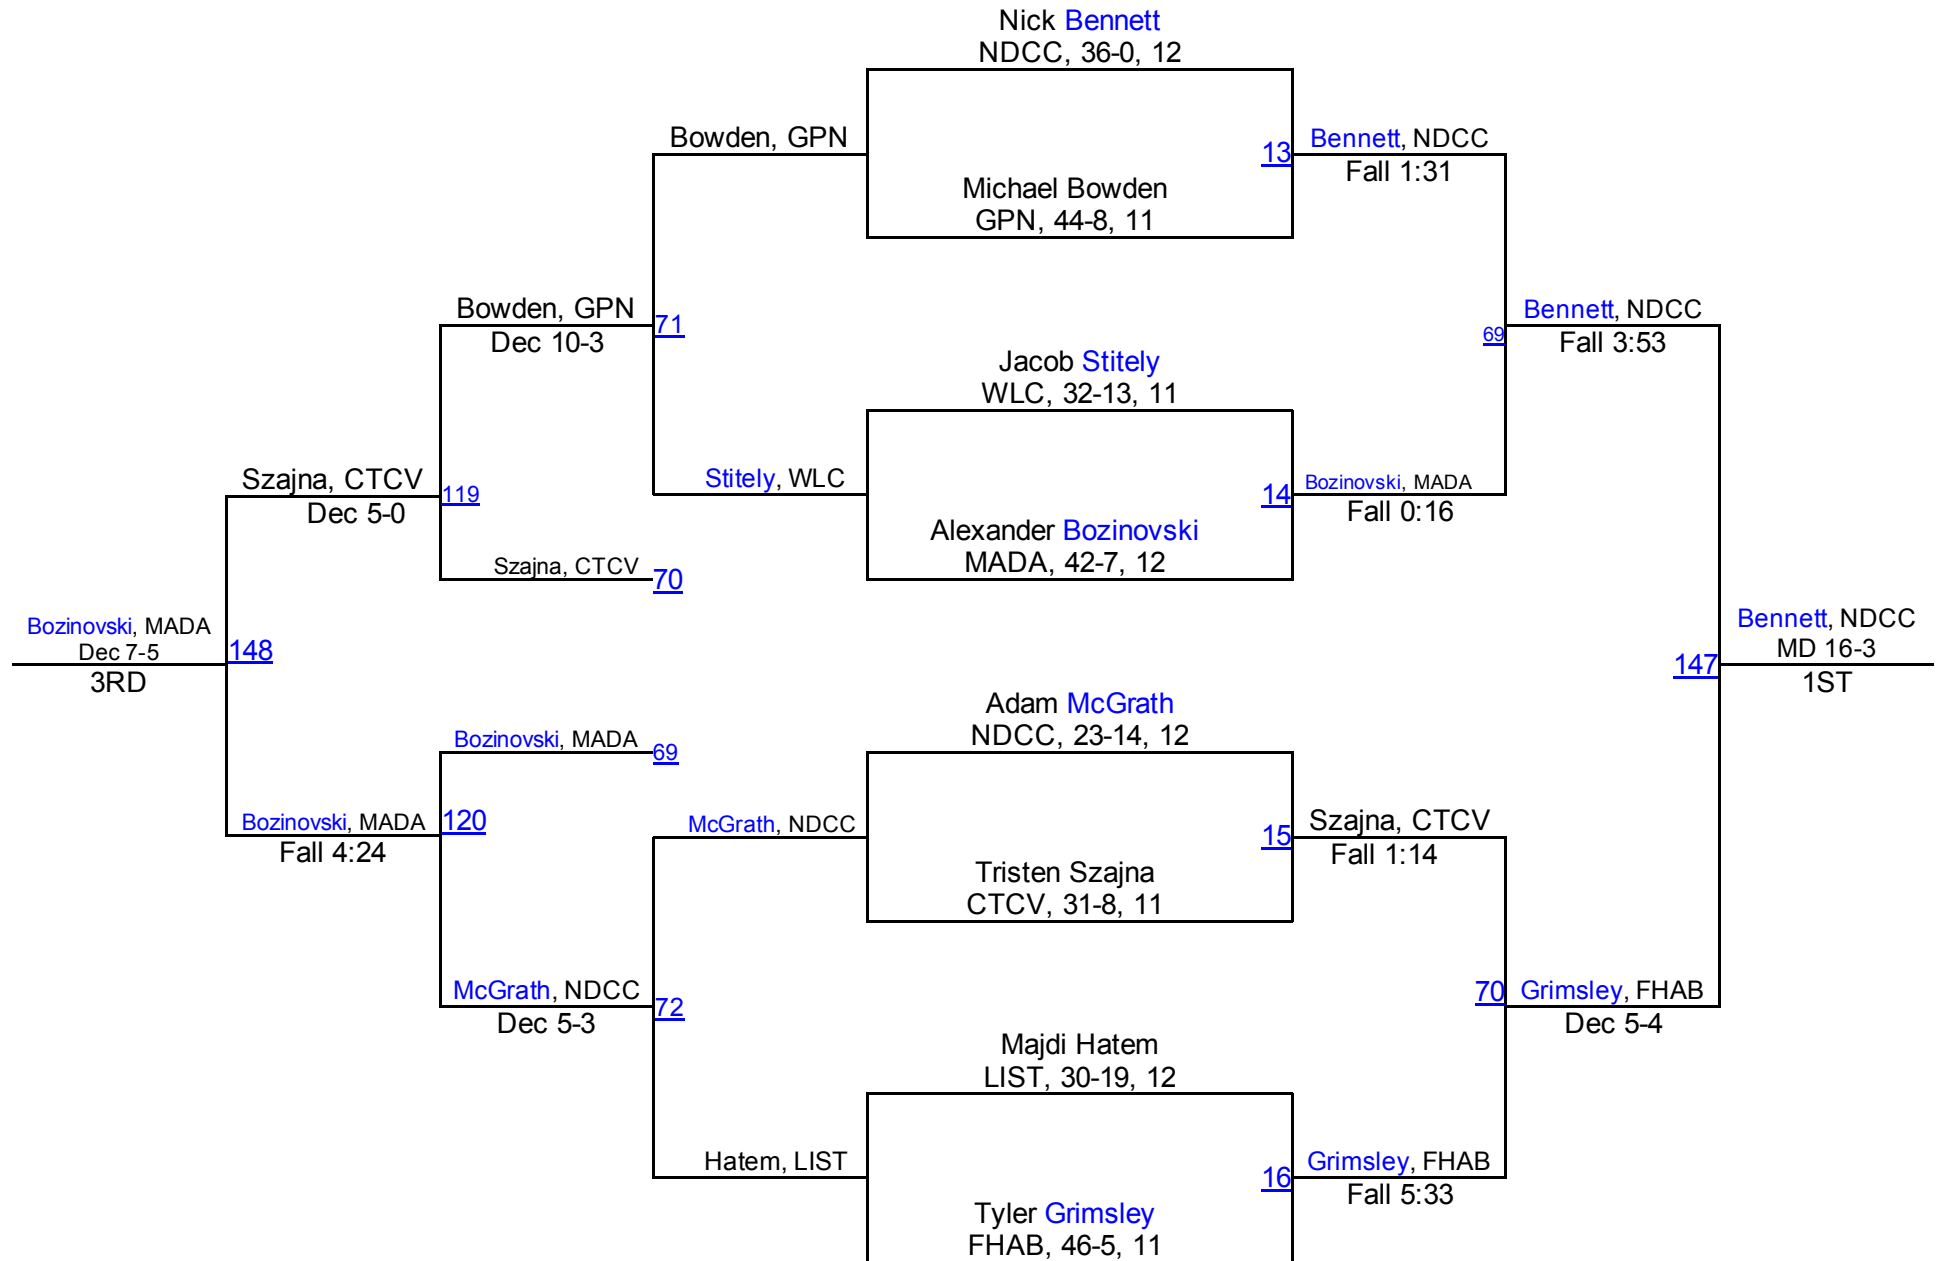 Nick Bennett
NDCC, 36-0, 12
Bowden, GPN
13
Bennett, NDCC
Fall 1:31
Michael Bowden
GPN, 44-8, 11
Bowden, GPN
Dec 10-3
71
Bennett, NDCC
Fall 3:53
69
Jacob Stitely
WLC, 32-13, 11
Szajna, CTCV
Dec 5-0
119
Stitely, WLC
14
Bozinovski, MADA
Fall 0:16
Alexander Bozinovski
MADA, 42-7, 12
Szajna, CTCV
70
Bozinovski, MADA
Dec 7-5
3RD
148
147
Bennett, NDCC
MD 16-3
1ST
Adam McGrath
NDCC, 23-14, 12
Bozinovski, MADA
69
Bozinovski, MADA
Fall 4:24
120
McGrath, NDCC
15
Szajna, CTCV
Fall 1:14
Tristen Szajna
CTCV, 31-8, 11
McGrath, NDCC
Dec 5-3
72
70
Grimsley, FHAB
Dec 5-4
Majdi Hatem
LIST, 30-19, 12
Hatem, LIST
16
Grimsley, FHAB
Fall 5:33
Tyler Grimsley
FHAB, 46-5, 11